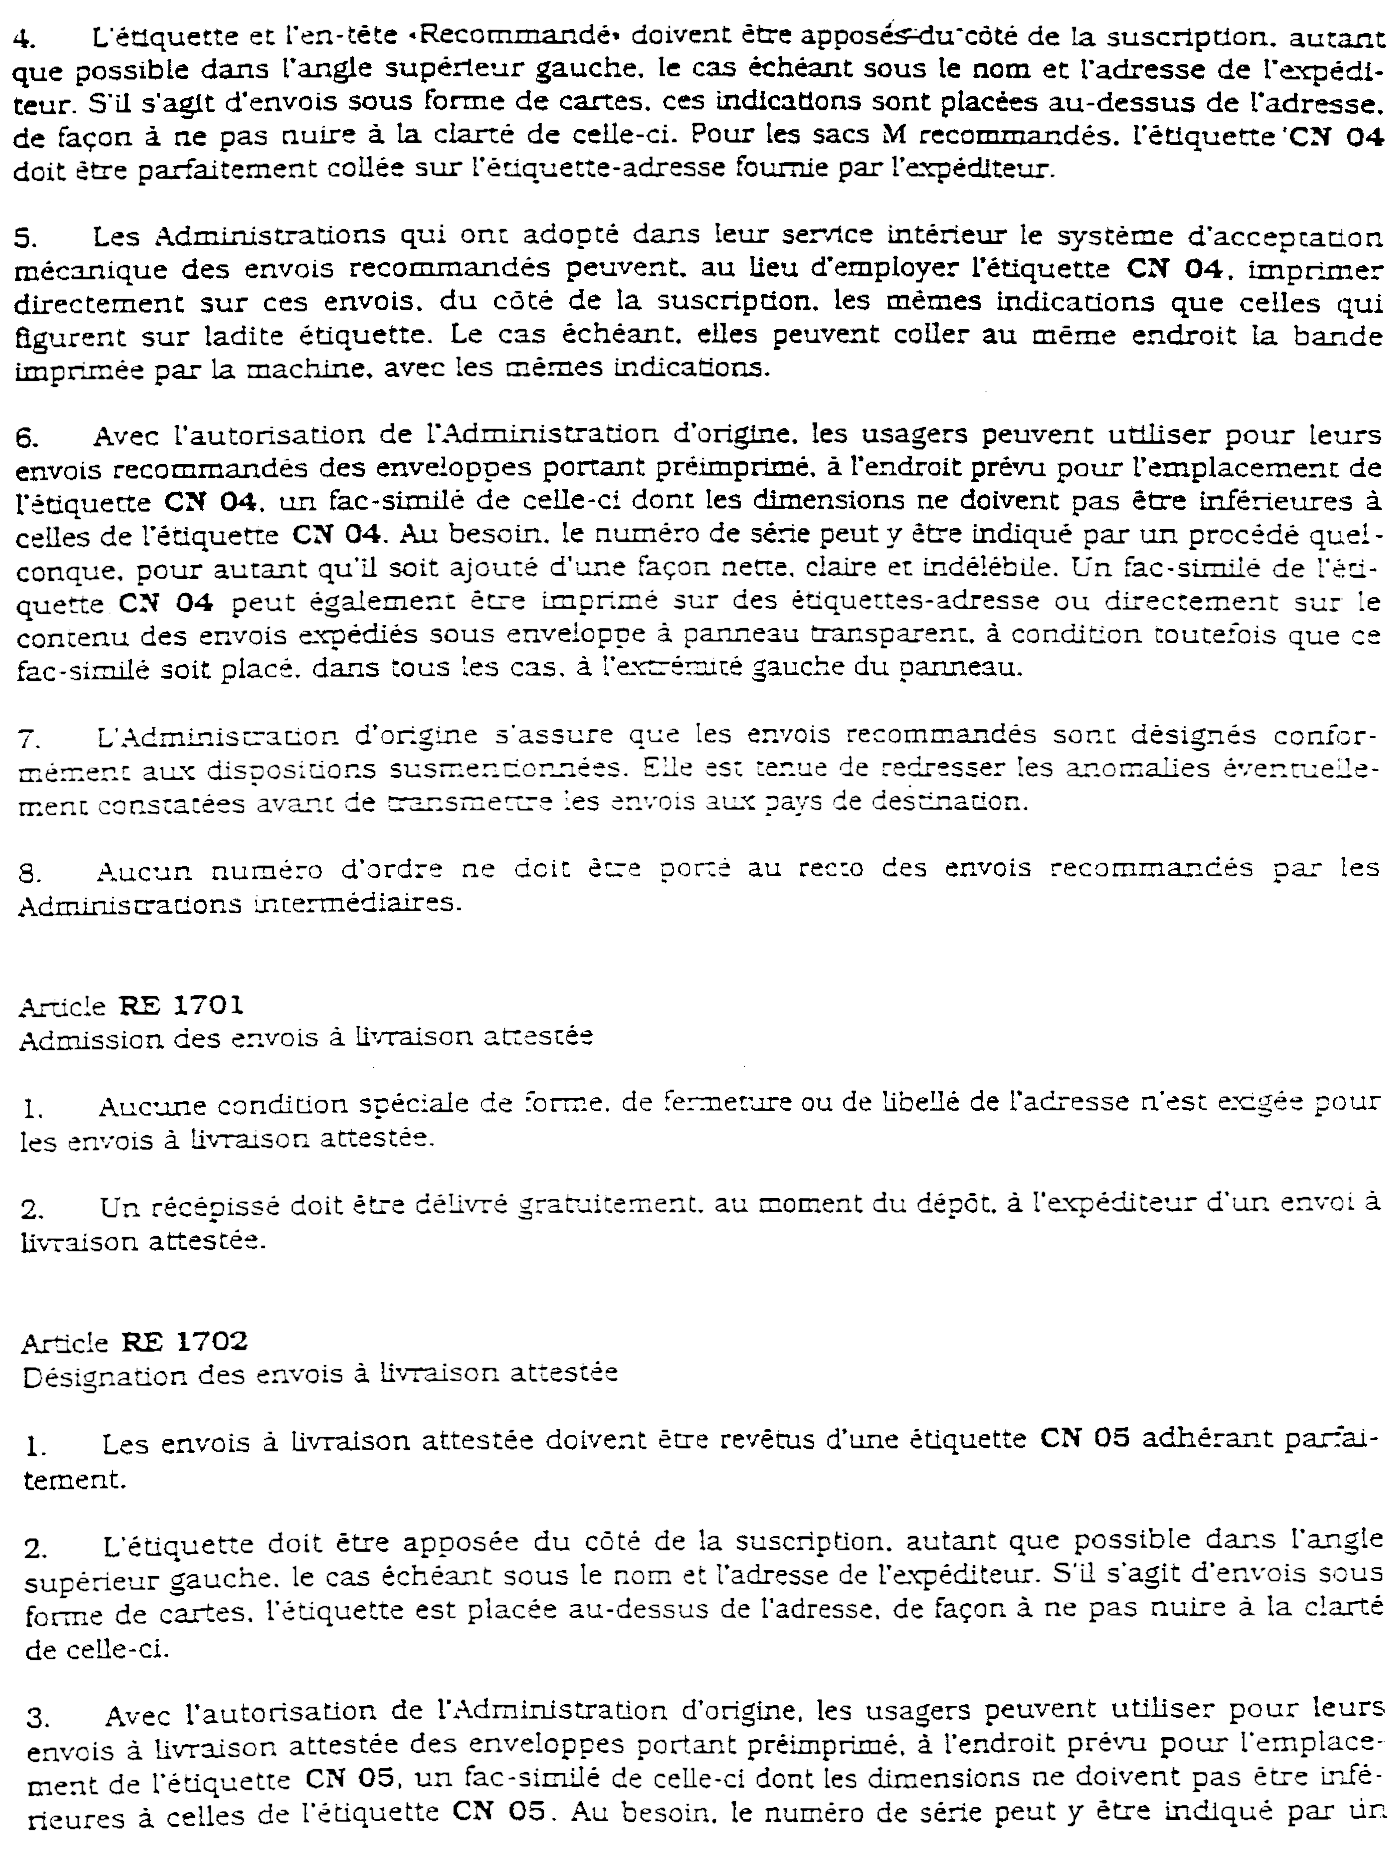 4. L'étiquette et l'en-tête «Recommandé» doivent être apposés du côté de la suscription, autant
que possible dans l'angle supérieur gauche, le cas échéant sous le nom et l'adresse de l'expédi-
teur. S'il s'agit d'envois sous forme de cartes, ces indications sont placées au-dessus de l'adresse,
de façon à ne pas nuire à la clarté de celle-ci. Pour les sacs M recommandés, l'étiquette CN 04
doit être parfaitement collée sur l'étiquette-adresse fournie par l'expéditeur.
5. Les Administrations qui ont adopté dans leur service intérieur le système d'acceptation
mécanique des envois recommandés peuvent, au lieu d'employer l'étiquette CN 04, imprimer
directement sur ces envois, du côté de la suscription, les mêmes indications que celles qui
figurent sur ladite étiquette. Le cas échéant, elles peuvent coller au même endroit la bande
imprimée par la machine, avec les mêmes indications.
6. Avec l'autorisation de l'Administration d'origine, les usagers peuvent utiliser pour leurs
envois recommandés des enveloppes portant préimprimé, à l'endroit prévu pour l'emplacement de
l'étiquette CN 04, un fac-similé de celle-ci dont les dimensions ne doivent pas être inférieures à
celles de l'étiquette CN 04. Au besoin, le numéro de série peut y être indiqué par un procédé quel-
conque, pour autant qu'il soit ajouté d'une façon nette, claire et indélébile. Un fac-similé de l'éti-
quette CN 04 peut également être imprimé sur des étiquettes-adresse ou directement sur le
contenu des envois expédiés sous enveloppe à panneau transparent, à condition toutefois que ce
fac-similé soit placé, dans tous les cas, à l'extrémité gauche du panneau.
7. L'Administration d'origine s'assure que les envois recommandés sont désignés confor-
mément aux dispositions susmentionnées. Elle est tenue de redresser les anomalies éventuelle-
ment constatées avant de transmettre les envois aux pays de destination.
8. Aucun numéro d'ordre ne doit être porté au recto des envois recommandés par les
Administrations intermédiaires.
Article RE 1701
Admission des envois à livraison attestée
1. Aucune condition spéciale de forme, de fermeture ou de libellé de l'adresse n'est exigée pour
les envois à livraison attestée.
2. Un récépissé doit être délivré gratuitement, au moment du dépôt, à l'expéditeur d'un envoi à
livraison attestée.
Article RE 1702
Désignation des envois à livraison attestée
1. Les envois à livraison attestée doivent être revêtus d'une étiquette CN 05 adhérant parfai-
tement.
2. L'étiquette doit être apposée du côté de la suscription, autant que possible dans l'angle
supérieur gauche, le cas échéant sous le nom et l'adresse de l'expéditeur. S'il s'agit d'envois sous
forme de cartes, l'étiquette est placée au-dessus de l'adresse, de façon à ne pas nuire à la clarté
de celle-ci.
3. Avec l'autorisation de l'Administration d'origine, les usagers peuvent utiliser pour leurs
envois à livraison attestée des enveloppes portant préimprimé, à l'endroit prévu pour l'emplace-
ment de l'étiquette CN 05, un fac-similé de celle-ci dont les dimensions ne doivent pas être infé-
rieures à celles de l'étiquette CN 05. Au besoin, le numéro de série peut y être indiqué par un